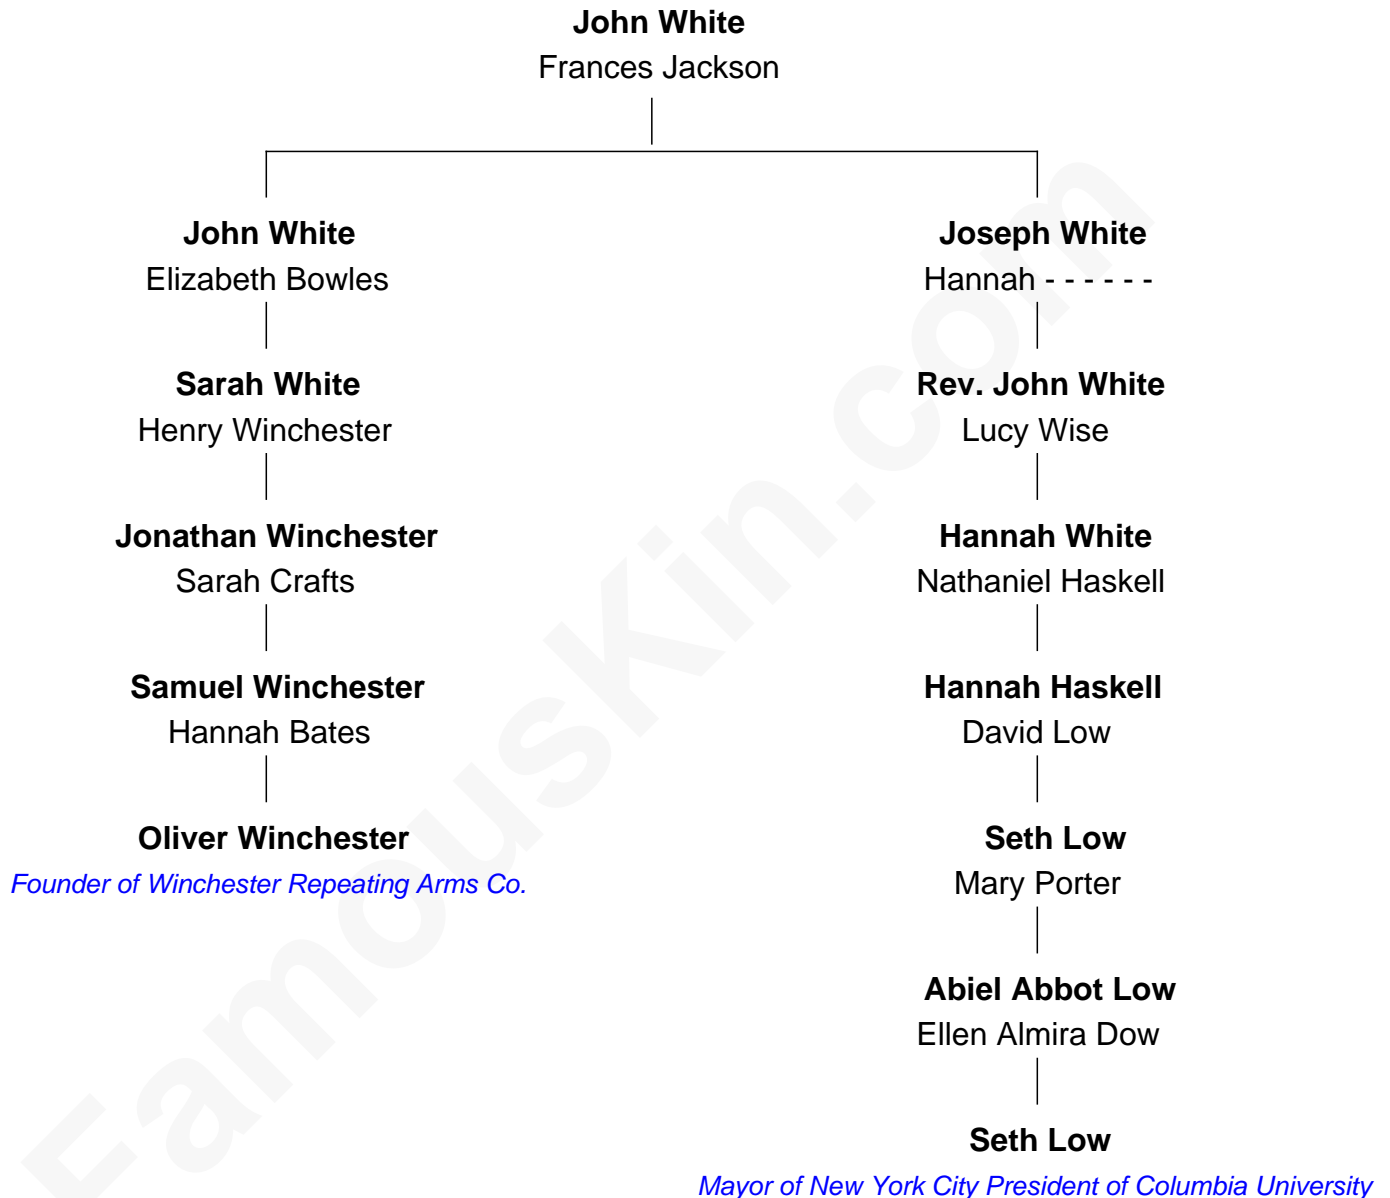 John White
Frances Jackson
John White
Elizabeth Bowles
Sarah White
Henry Winchester
Jonathan Winchester
Sarah Crafts
Samuel Winchester
Hannah Bates
Oliver Winchester
Founder of Winchester Repeating Arms Co.
Joseph White
Hannah - - - - - -
Rev. John White
Lucy Wise
Hannah White
Nathaniel Haskell
Hannah Haskell
David Low
Seth Low
Mary Porter
Abiel Abbot Low
Ellen Almira Dow
Seth Low
Mayor of New York City President of Columbia University
FamousKin.com